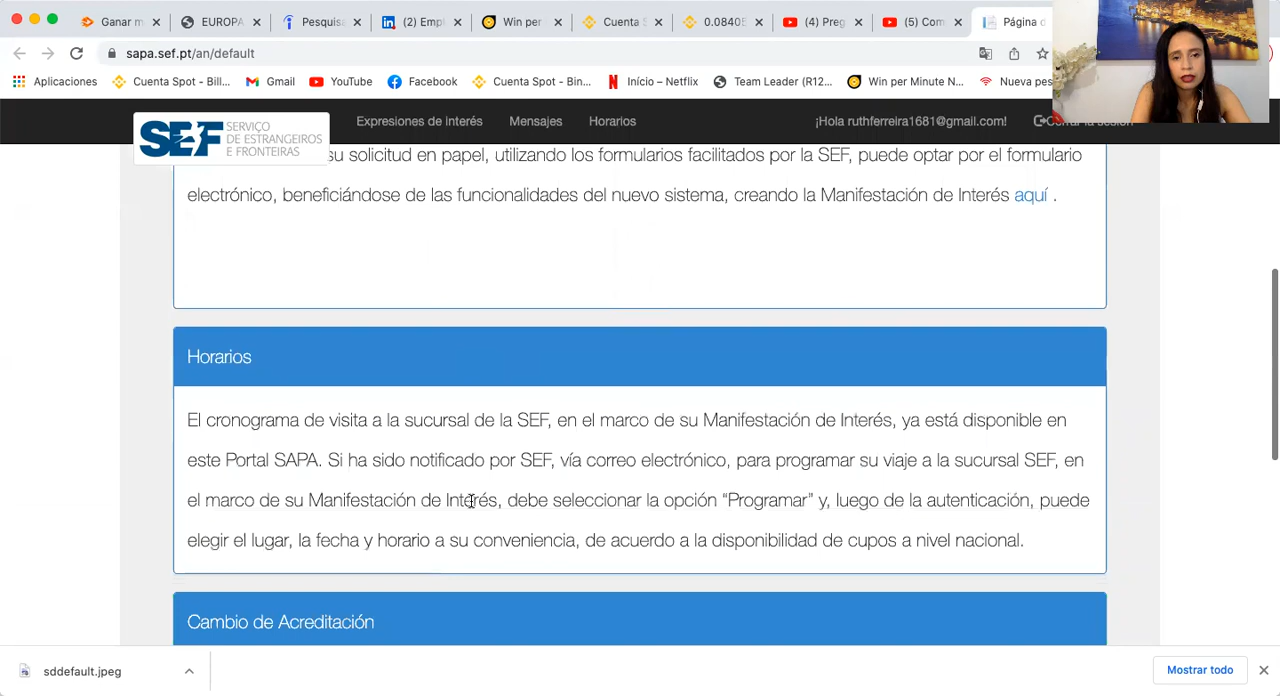 Ganar m
EUROPA
Pesquisa
(2) Empl
Win per
Cuenta S
0.08405
(4) Preg
(5) Com
Página d
sapa.sef.pt/an/default
Aplicaciones
Cuenta Spot - Bill...
Gmail
YouTube
Facebook
Cuenta Spot - Bin...
Início – Netflix
Team Leader (R12...
Win per Minute N...
Nueva pes
SEF SERVIÇO
DE ESTRANGEIROS
E FRONTEIRAS
Expresiones de interés
Mensajes
Horarios
¡Hola ruthferreira1681@gmail.com!
Cerrar la sesión
su solicitud en papel, utilizando los formularios facilitados por la SEF, puede optar por el formulario
electrónico, beneficiándose de las funcionalidades del nuevo sistema, creando la Manifestación de Interés aquí .
Horarios
El cronograma de visita a la sucursal de la SEF, en el marco de su Manifestación de Interés, ya está disponible en
este Portal SAPA. Si ha sido notificado por SEF, vía correo electrónico, para programar su viaje a la sucursal SEF, en
el marco de su Manifestación de Interés, debe seleccionar la opción “Programar” y, luego de la autenticación, puede
elegir el lugar, la fecha y horario a su conveniencia, de acuerdo a la disponibilidad de cupos a nivel nacional.
Cambio de Acreditación
sddefault.jpeg
Mostrar todo